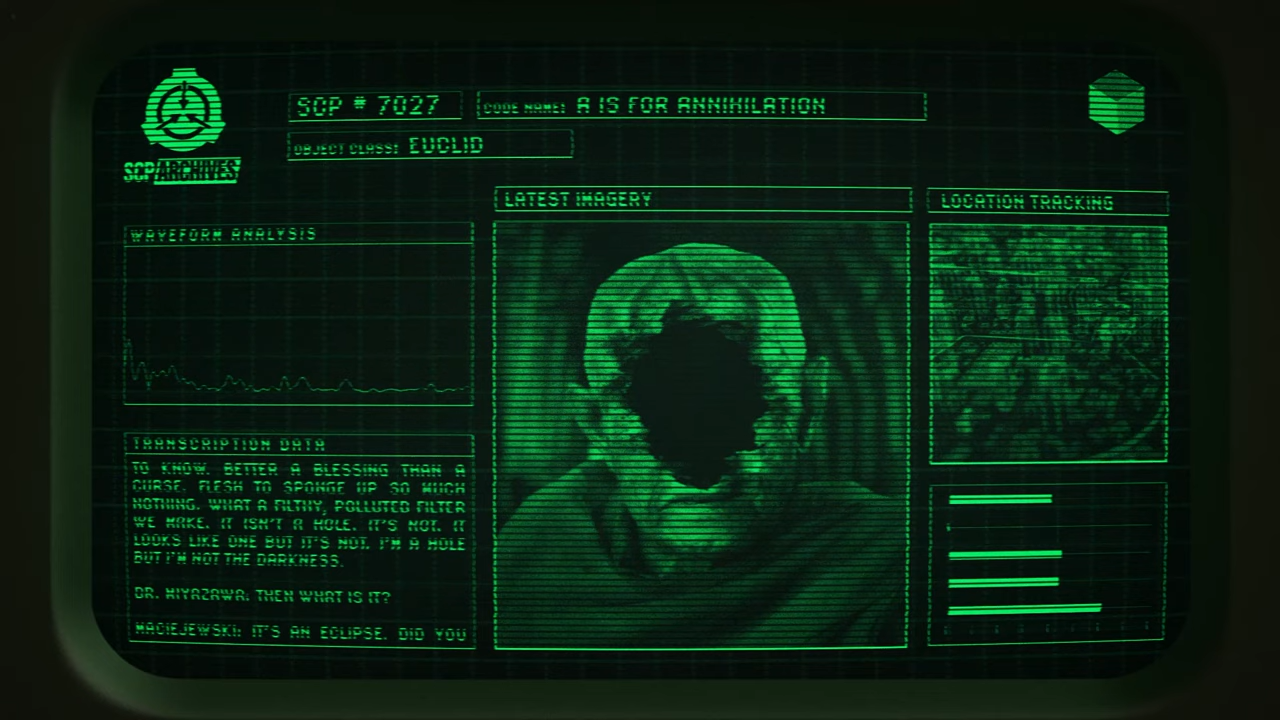 SCP # 7027
CODE NAME: A IS FOR ANNIHILATION
OBJECT CLASS: EUCLID
SCP/ARCHIVES
LATEST IMAGERY
LOCATION TRACKING
WAVEFORM ANALYSIS
TRANSCRIPTION DATA
TO KNOW. BETTER A BLESSING THAN A
CURSE. FLESH TO SPONGE UP SO MUCH
NOTHING. WHAT A FILTHY, POLLUTED FILTER
WE MAKE. IT ISN'T A HOLE. IT'S NOT. IT
LOOKS LIKE ONE BUT IT'S NOT. I'M A HOLE
BUT I'M NOT THE DARKNESS.
DR. MIYAZAWA: THEN WHAT IS IT?
MACIEJEWSKI: IT'S AN ECLIPSE. DID YOU